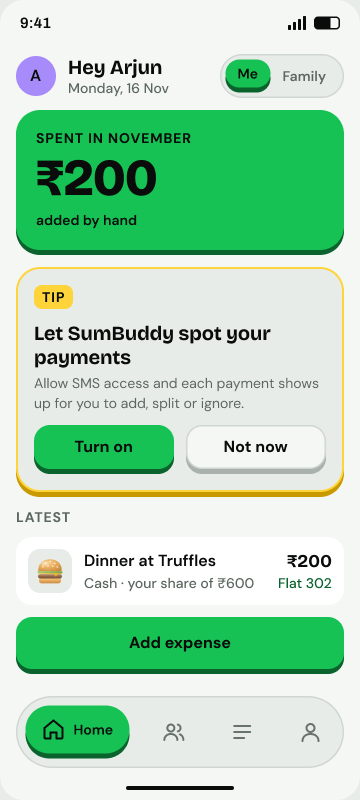 9:41
A
Hey Arjun
Monday, 16 Nov
Me
Family
SPENT IN NOVEMBER
₹200
added by hand
TIP
Let SumBuddy spot your
payments
Allow SMS access and each payment shows
up for you to add, split or ignore.
Turn on
Not now
LATEST
Dinner at Truffles
₹200
Cash · your share of ₹600
Flat 302
Add expense
Home